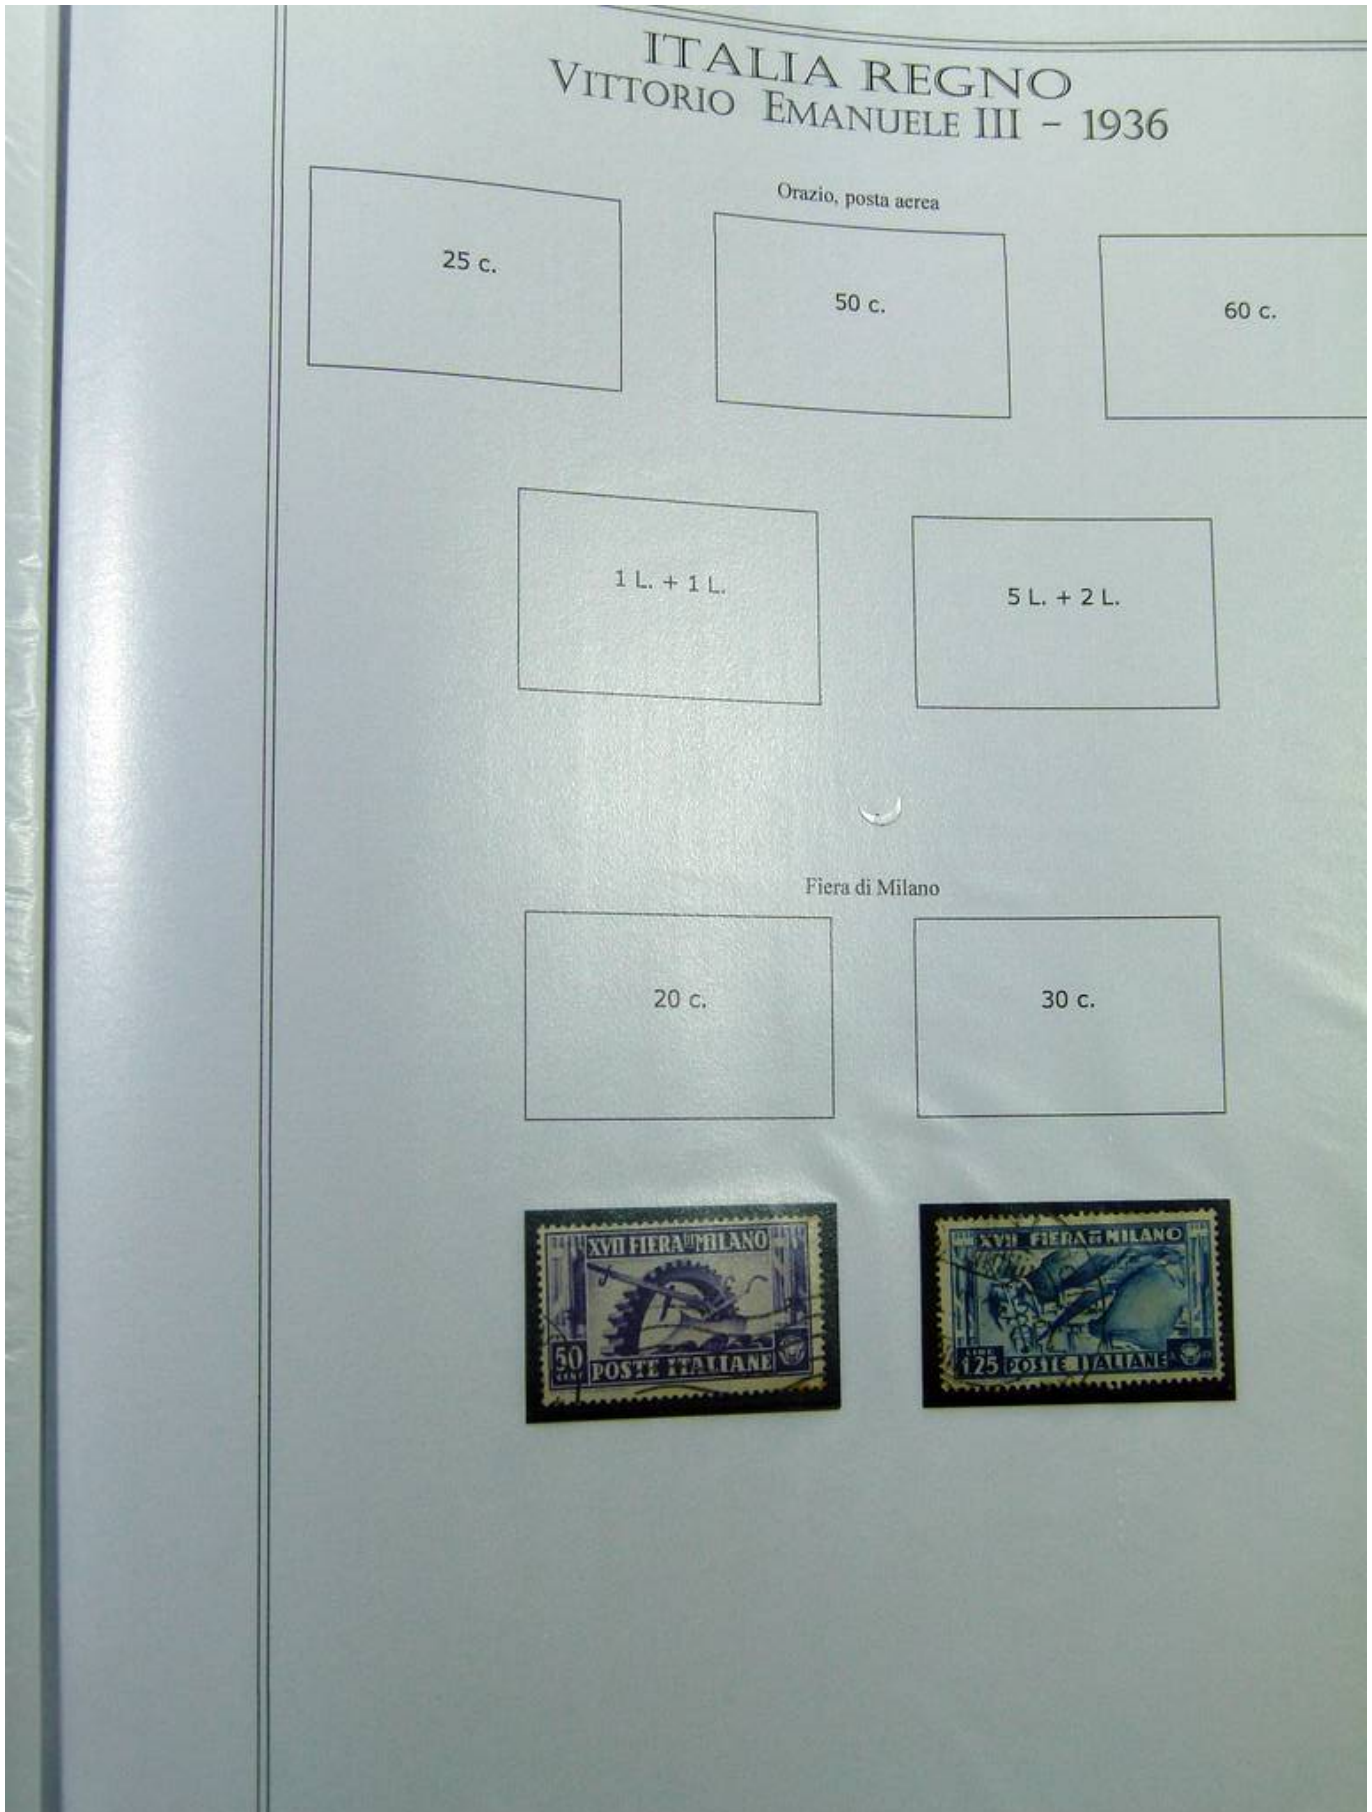 ITALIA REGNO
VITTORIO EMANUELE III - 1936
Orazio, posta aerea
25 c.
50 c.
60 c.
1 L. + 1 L.
5 L. + 2 L.
Fiera di Milano
20 c.
30 c.
XVII FIERA DI MILANO
50 CENT POSTE ITALIANE
XVII FIERA DI MILANO
LIRE
1,25 POSTE ITALIANE